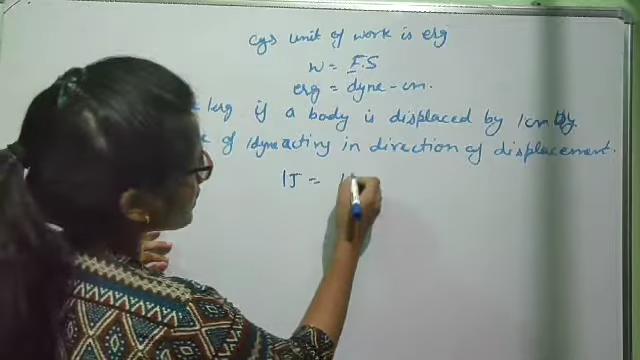 cgs unit of work is erg
W = F.S
erg = dyne-cm.
1erg if a body is displaced by 1cm by
of 1dyne acting in direction of displacement.
1J = 1